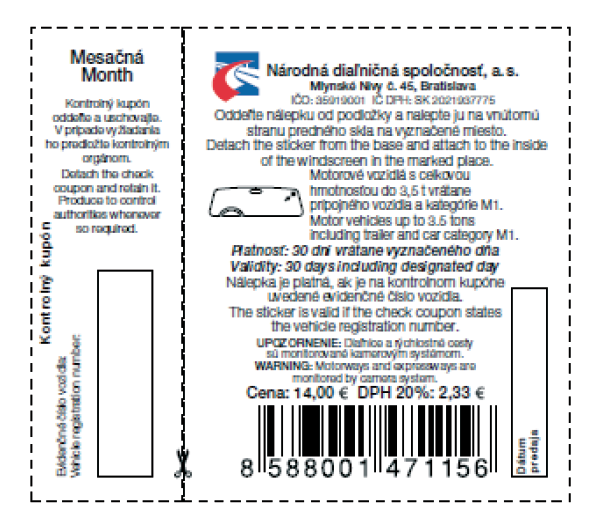 Mesačná
Month
Kontrolný kupón
oddeľte a uschovajte.
V prípade vyžiadania
ho predložte kontrolným
orgánom.
Detach the check
coupon and retain it.
Produce to control
authorities whenever
so required.
Kontrolný kupón
Evidenčné číslo vozidla:
Vehicle registration number:
Národná diaľničná spoločnosť, a. s.
Mlynské Nivy č. 45, Bratislava
IČO: 35919001 IČ DPH: SK 2021937775
Oddeľte nálepku od podložky a nalepte ju na vnútornú
stranu predného skla na vyznačené miesto.
Detach the sticker from the base and attach to the inside
of the windscreen in the marked place.
Motorové vozidlá s celkovou
hmotnosťou do 3,5 t vrátane
prípojného vozidla a kategórie M1.
Motor vehicles up to 3.5 tons
including trailer and car category M1.
Platnosť: 30 dní vrátane vyznačeného dňa
Validity: 30 days including designated day
Nálepka je platná, ak je na kontrolnom kupóne
uvedené evidenčné číslo vozidla.
The sticker is valid if the check coupon states
the vehicle registration number.
UPOZORNENIE: Diaľnice a rýchlostné cesty
sú monitorované kamerovým systémom.
WARNING: Motorways and expressways are
monitored by camera system.
Cena: 14,00 € DPH 20%: 2,33 €
8 588001 471156
Dátum
predaja